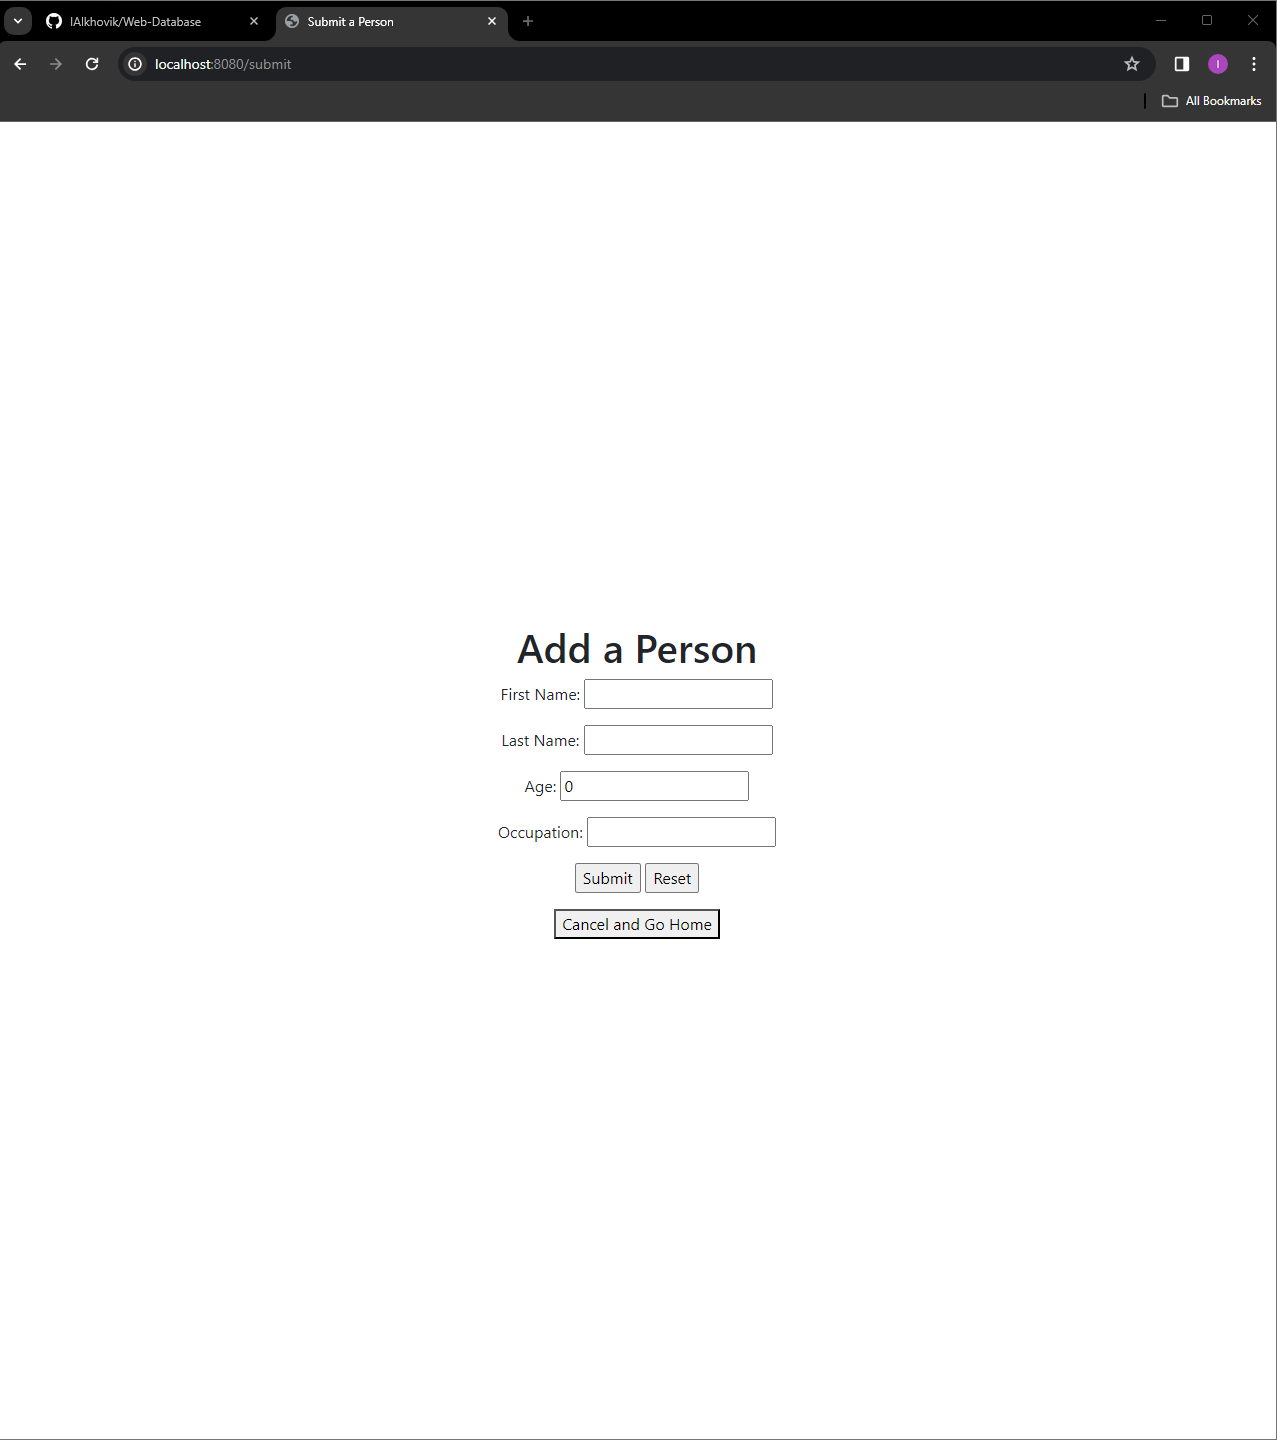 IAlkhovik/Web-Database
Submit a Person
localhost:8080/submit
I
All Bookmarks
Add a Person
First Name:
Last Name:
Age: 0
Occupation:
Submit Reset
Cancel and Go Home